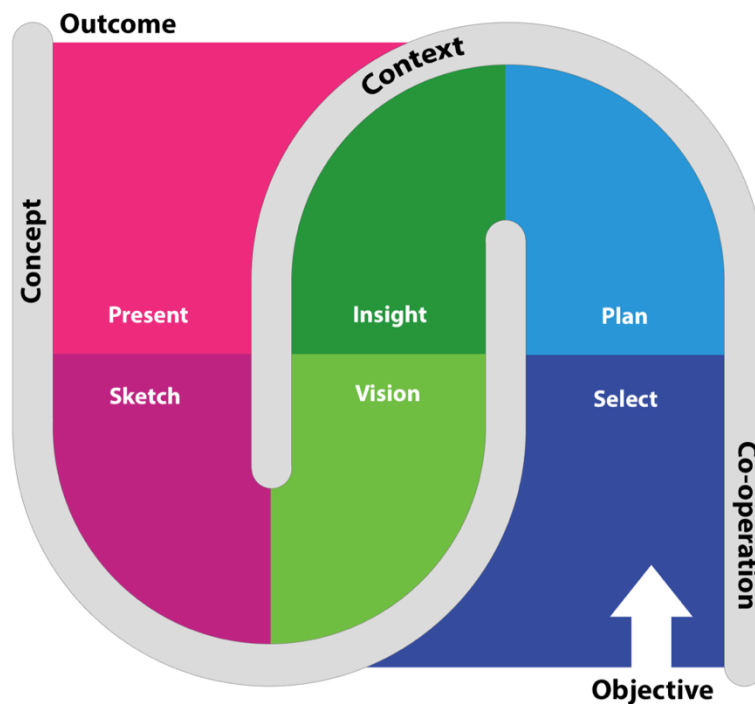 Outcome
Context
Concept
Present
Insight
Plan
Sketch
Vision
Select
Co-operation
Objective